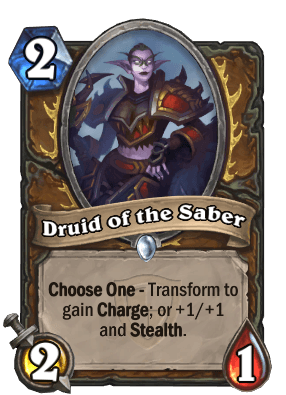 2
Druid of the Saber
Choose One - Transform to
gain Charge; or +1/+1
and Stealth.
2
1